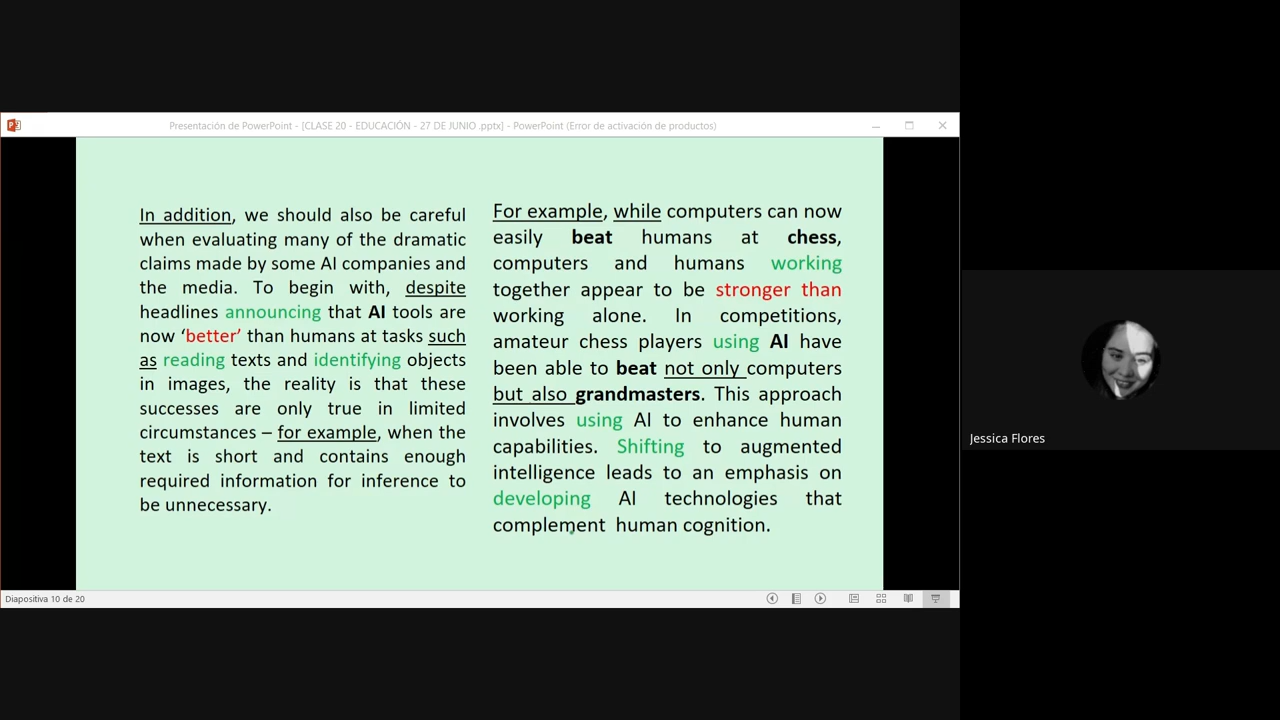 Presentación de PowerPoint - [CLASE 20 - EDUCACIÓN - 27 DE JUNIO .pptx] - PowerPoint (Error de activación de productos)
In addition, we should also be careful
when evaluating many of the dramatic
claims made by some AI companies and
the media. To begin with, despite
headlines announcing that AI tools are
now ‘better’ than humans at tasks such
as reading texts and identifying objects
in images, the reality is that these
successes are only true in limited
circumstances – for example, when the
text is short and contains enough
required information for inference to
be unnecessary.
For example, while computers can now
easily beat humans at chess,
computers and humans working
together appear to be stronger than
working alone. In competitions,
amateur chess players using AI have
been able to beat not only computers
but also grandmasters. This approach
involves using AI to enhance human
capabilities. Shifting to augmented
intelligence leads to an emphasis on
developing AI technologies that
complement human cognition.
Jessica Flores
Diapositiva 10 de 20